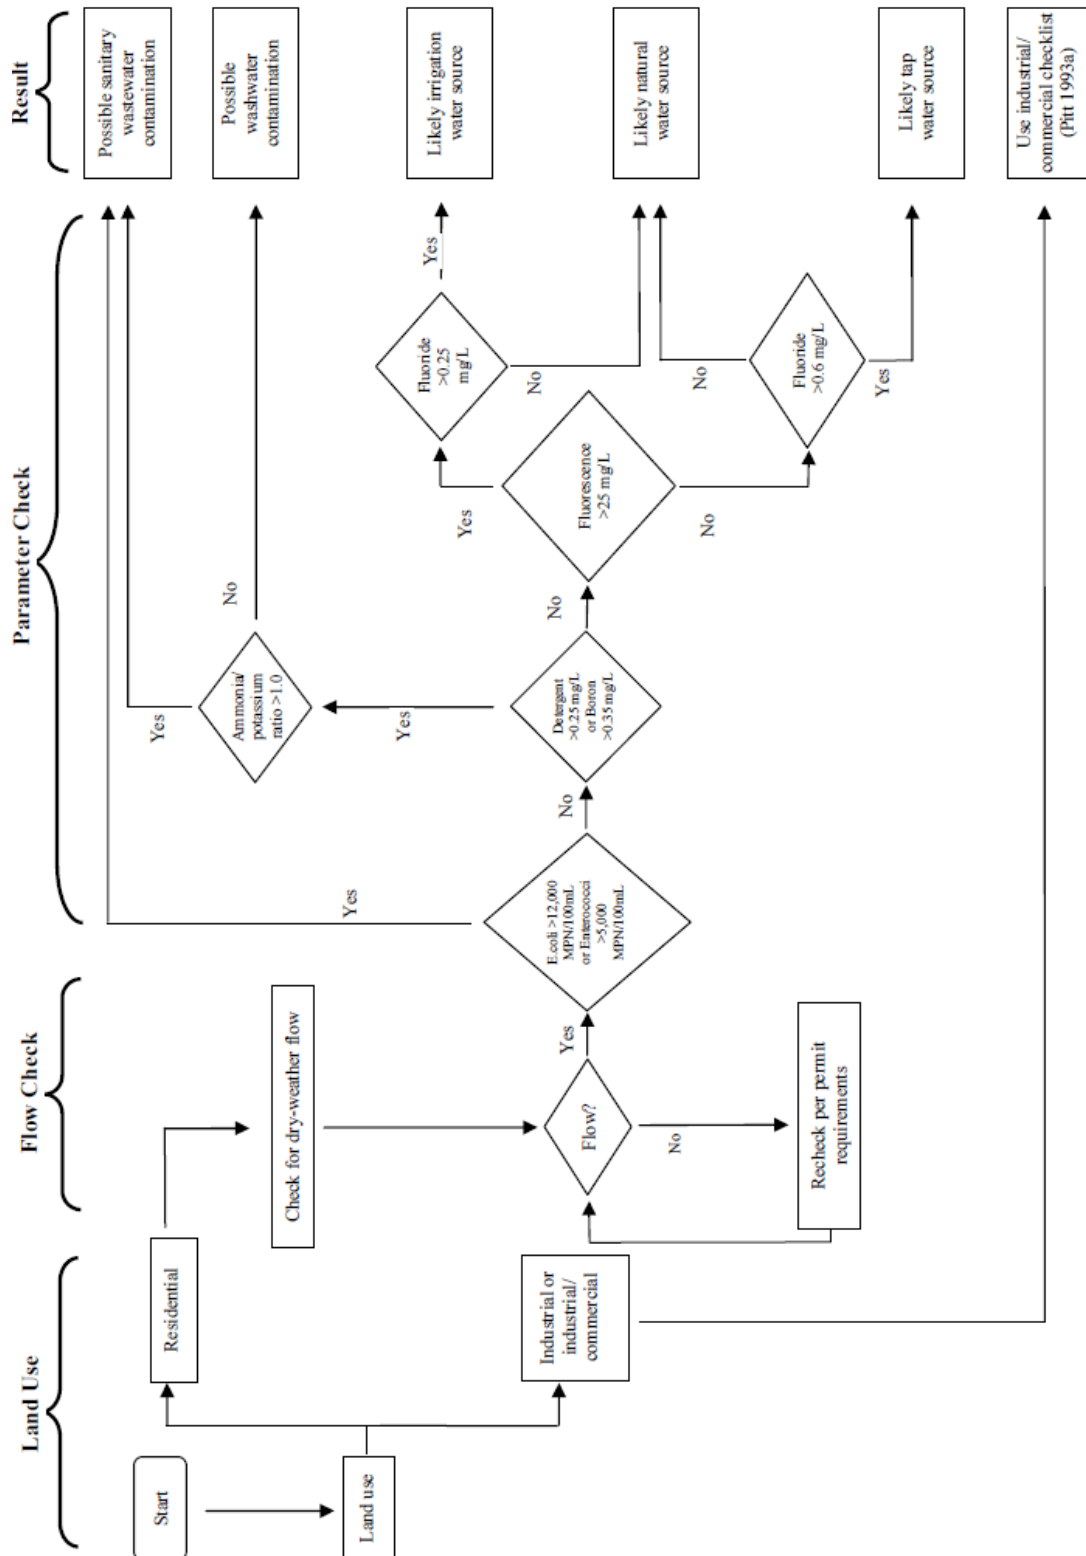 Land Use
Flow Check
Parameter Check
Result
Start
Land use
Residential
Industrial or
industrial/
commercial
Check for dry-weather flow
Flow?
Yes
No
Recheck per permit
requirements
E.coli >12,000
MPN/100mL
or Enterococci
>5,000
MPN/100mL
Yes
No
Detergent
>0.25 mg/L
or Boron
>0.35 mg/L
Yes
No
Ammonia/
potassium
ratio >1.0
Yes
No
Fluorescence
>25 mg/L
Yes
No
Fluoride
>0.25
mg/L
Yes
No
Fluoride
>0.6 mg/L
No
Yes
Possible sanitary
wastewater
contamination
Possible
washwater
contamination
Likely irrigation
water source
Likely natural
water source
Likely tap
water source
Use industrial/
commercial checklist
(Pitt 1993a)